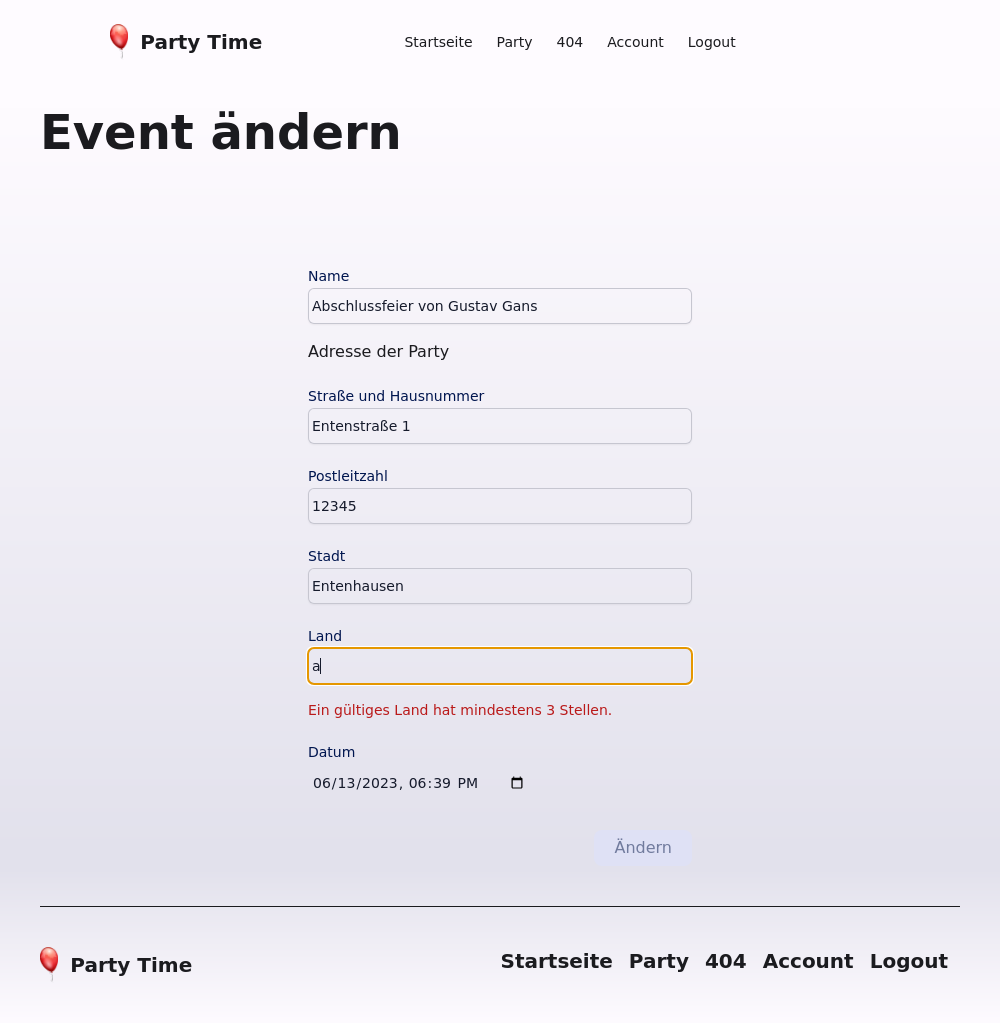 Party Time
Startseite Party 404 Account Logout
Event ändern
Name
Abschlussfeier von Gustav Gans
Adresse der Party
Straße und Hausnummer
Entenstraße 1
Postleitzahl
12345
Stadt
Entenhausen
Land
a
Ein gültiges Land hat mindestens 3 Stellen.
Datum
06/13/2023, 06:39 PM
Ändern
Party Time
Startseite Party 404 Account Logout